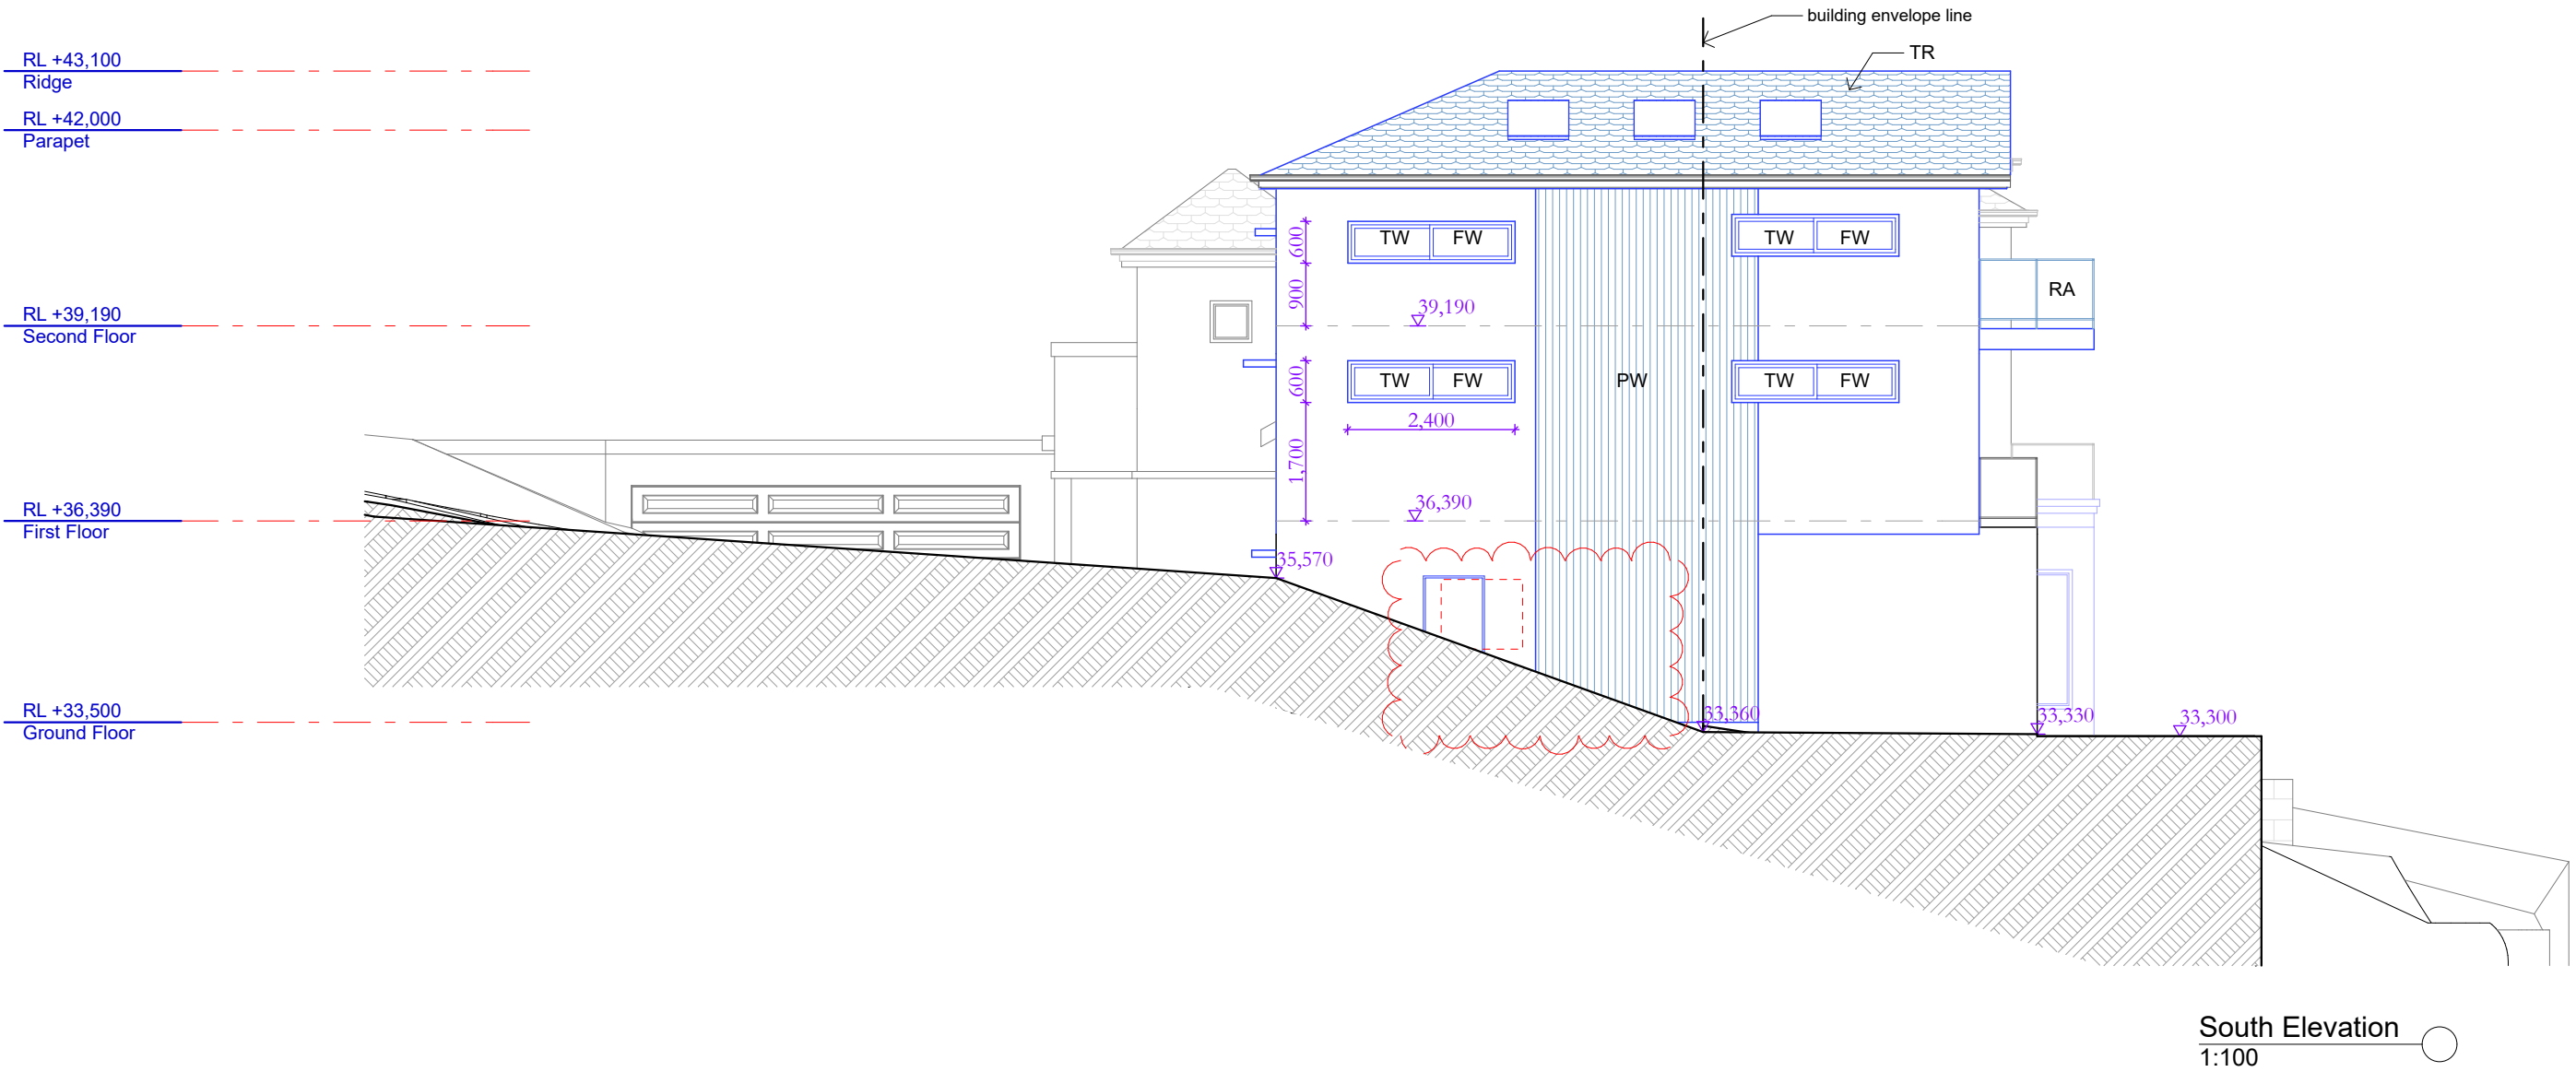 building envelope line
TR
RL +43,100
Ridge
RL +42,000
Parapet
600
TW FW
TW FW
900
RA
39,190
RL +39,190
Second Floor
600
TW FW
PW
TW FW
2,400
1,700
36,390
RL +36,390
First Floor
35,570
RL +33,500
Ground Floor
33,360
33,330
33,300
South Elevation
1:100